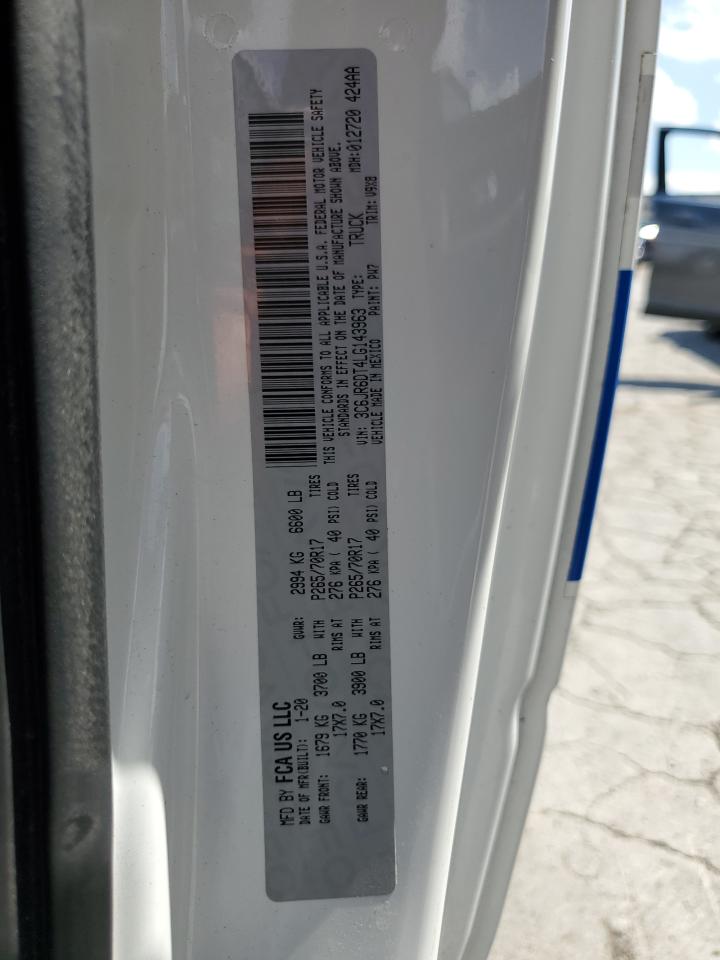 MFD BY FCA US LLC
DATE OF MFR(BUILT): 1-20 GVWR: 2994 KG 6600 LB
GAWR FRONT: 1679 KG 3700 LB WITH P265/70R17 TIRES
17X7.0 RIMS AT 276 KPA ( 40 PSI) COLD
GAWR REAR: 1770 KG 3900 LB WITH P265/70R17 TIRES
17X7.0 RIMS AT 276 KPA ( 40 PSI) COLD
THIS VEHICLE CONFORMS TO ALL APPLICABLE U.S.A. FEDERAL MOTOR VEHICLE SAFETY
STANDARDS IN EFFECT ON THE DATE OF MANUFACTURE SHOWN ABOVE.
VIN: 3C6JR6DT4LG143963 TYPE: TRUCK MDH:012720 424AA
VEHICLE MADE IN MEXICO PAINT: PW7 TRIM: V9X8